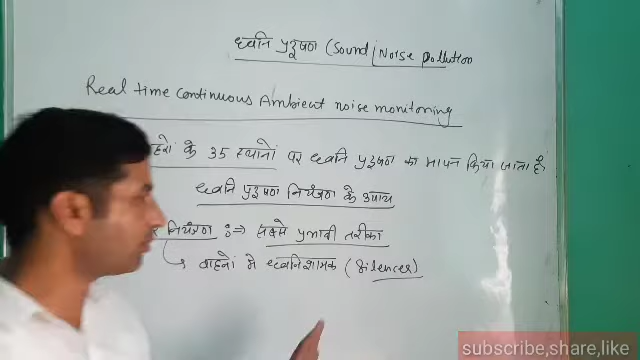 ध्वनि प्रदूषण (Sound|Noise pollution
Real time continuous Ambient noise monitoring
के 35 स्थानों पर ध्वनि प्रदूषण का मापन किया जाता है
ध्वनि प्रदूषण नियंत्रण के उपाय
नियंत्रण :⇒ सबसे प्रभावी तरीका
↳ वाहनों मे ध्वनिशामक (Silencer)
subscribe,share,like